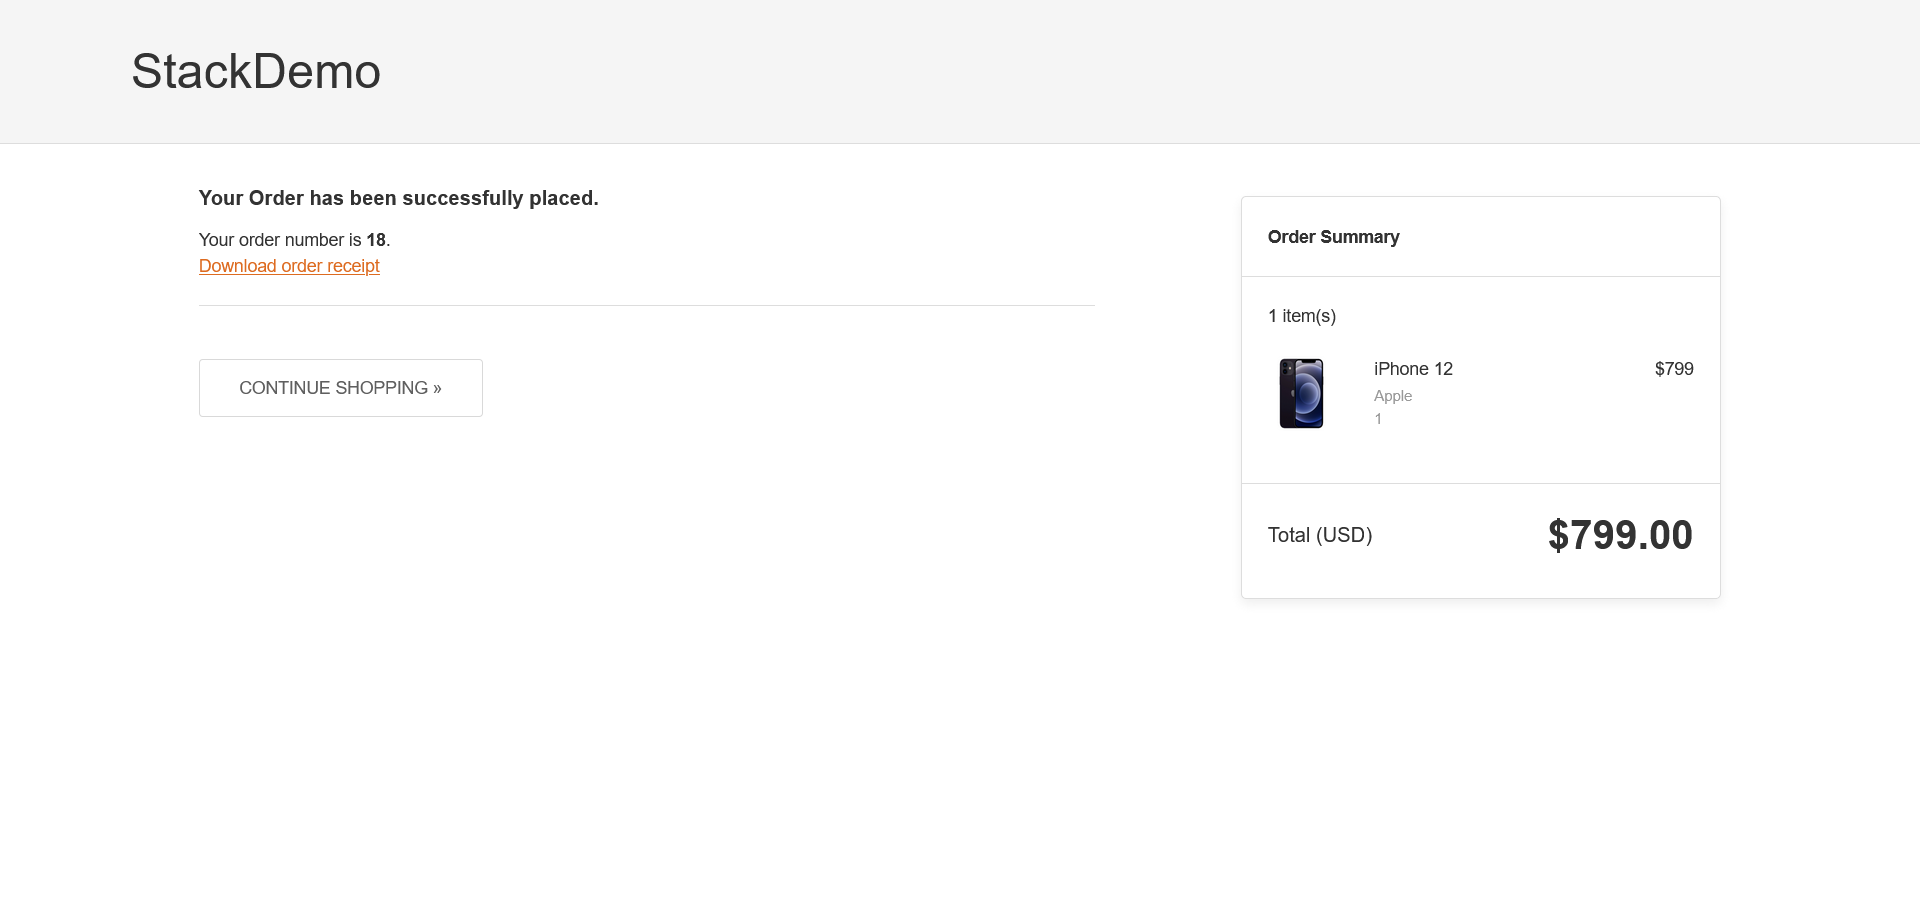 StackDemo
Your Order has been successfully placed.
Your order number is 18.
Download order receipt
CONTINUE SHOPPING »
Order Summary
1 item(s)
iPhone 12 $799
Apple
1
Total (USD) $799.00